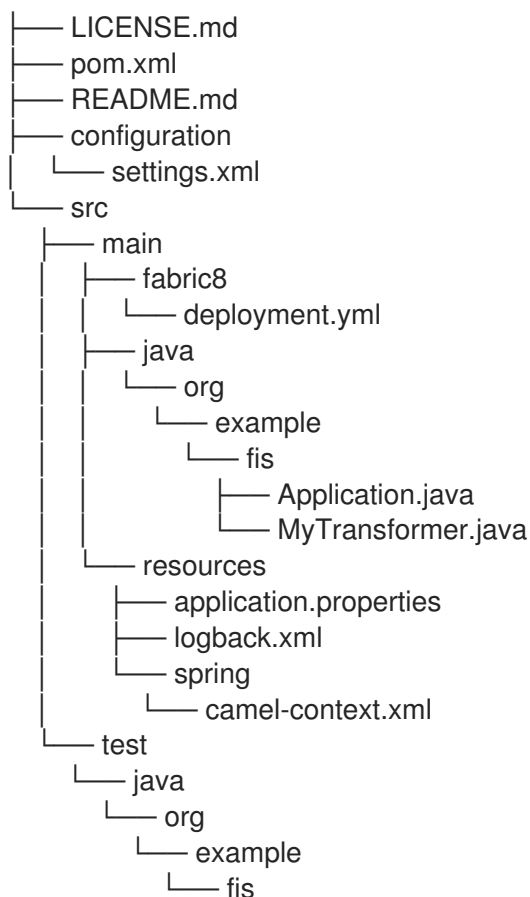 ├── LICENSE.md
├── pom.xml
├── README.md
├── configuration
│   └── settings.xml
└── src
    ├── main
    │   ├── fabric8
    │   │   └── deployment.yml
    │   ├── java
    │   │   └── org
    │   │       └── example
    │   │           └── fis
    │   │               ├── Application.java
    │   │               └── MyTransformer.java
    │   └── resources
    │       ├── application.properties
    │       ├── logback.xml
    │       └── spring
    │           └── camel-context.xml
    └── test
        └── java
            └── org
                └── example
                    └── fis